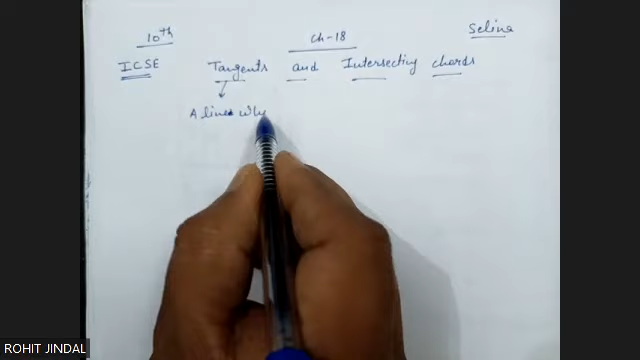 10th Ch-18 Selina
ICSE Tangents and Intersecting chords
A line
ROHIT JINDAL